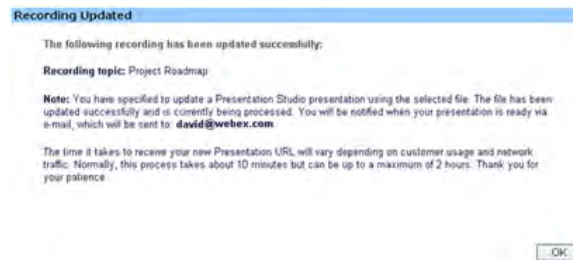 Recording Updated
The following recording has been updated successfully:
Recording topic: Project Roadmap
Note: You have specified to update a Presentation Studio presentation using the selected file. The file has been
updated successfully and is currently being processed. You will be notified when your presentation is ready via
e-mail, which will be sent to: david@webex.com.
The time it takes to receive your new Presentation URL will vary depending on customer usage and network
traffic. Normally, this process takes about 10 minutes but can be up to a maximum of 2 hours. Thank you for
your patience
OK